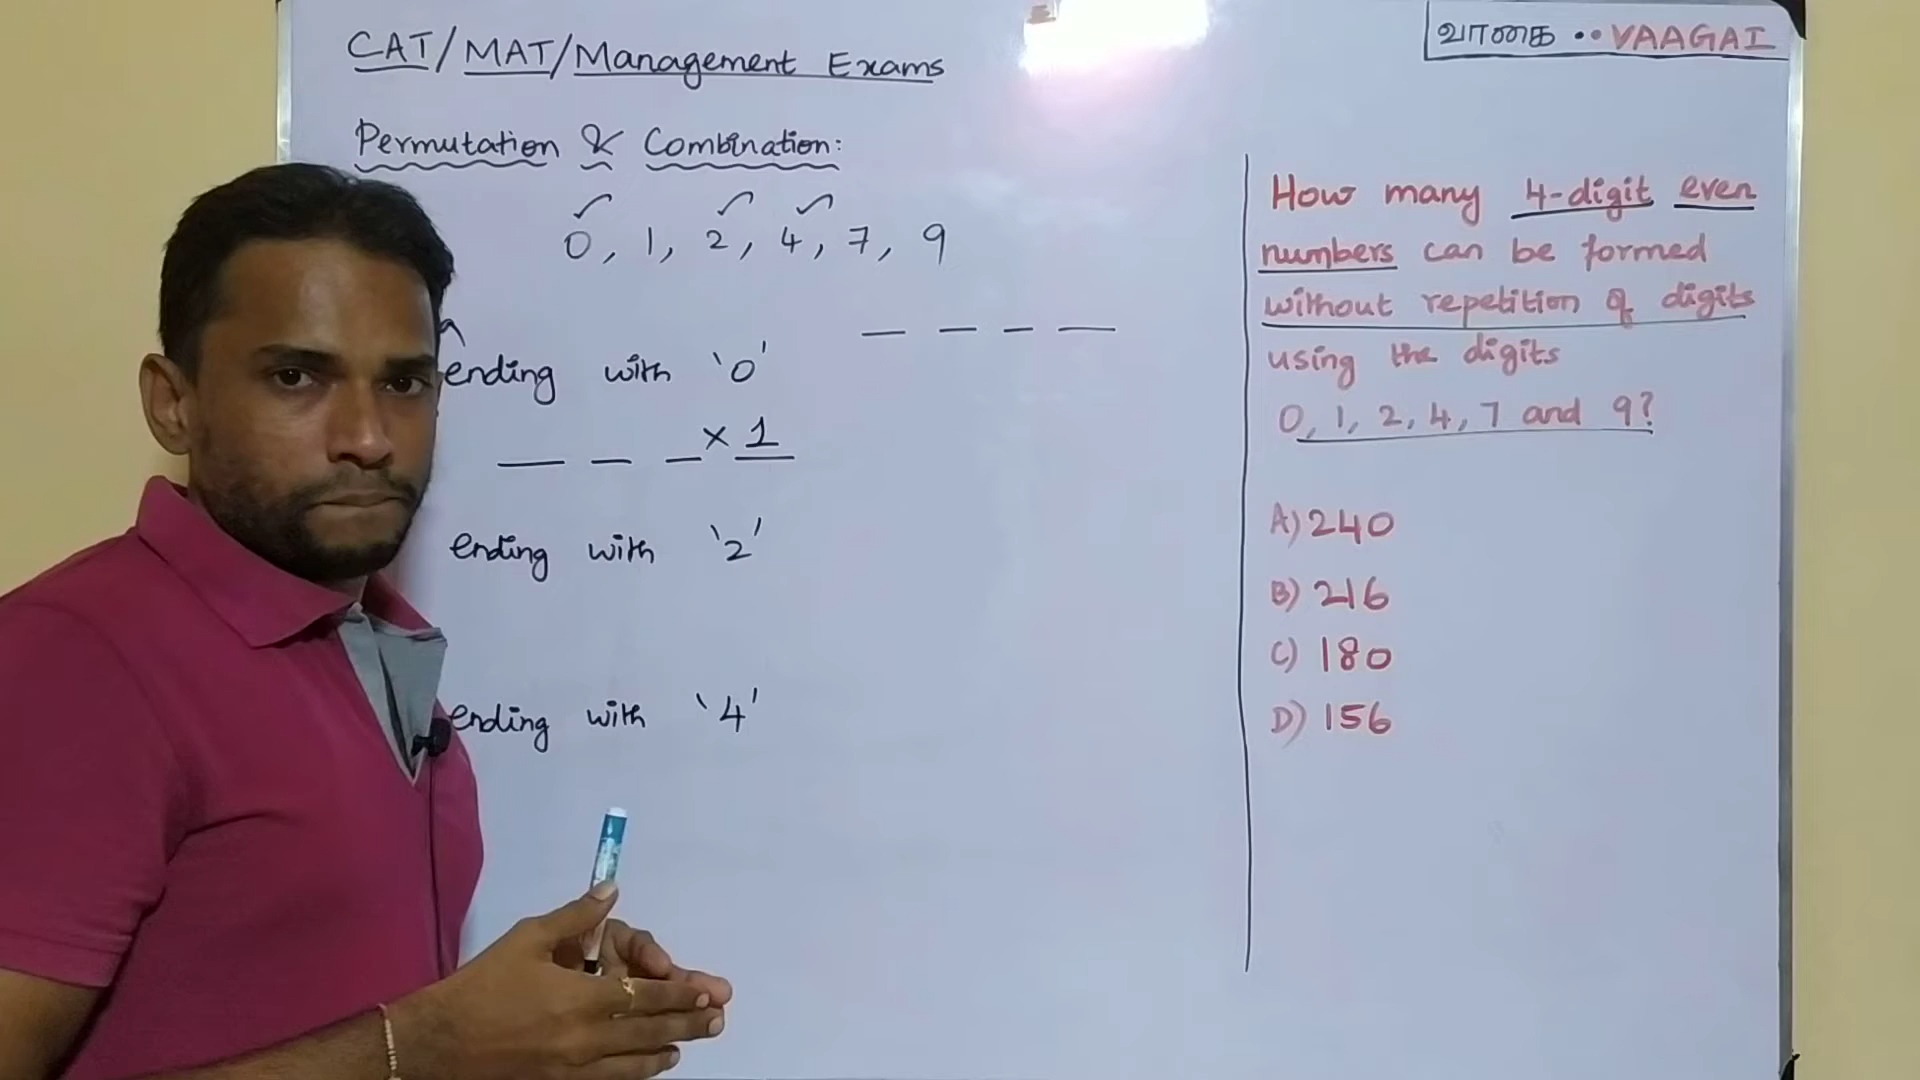 CAT/MAT/Management Exams
வாகை ••VAAGAI
Permutation & Combination:
0, 1, 2, 4, 7, 9
ending with '0'
× 1
ending with '2'
ending with '4'
How many 4-digit even
numbers can be formed
without repetition of digits
using the digits
0, 1, 2, 4, 7 and 9?
A) 240
B) 216
C) 180
D) 156